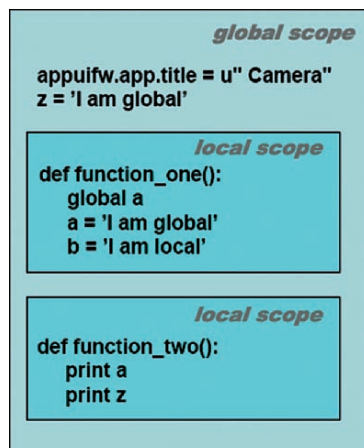 global scope
appuifw.app.title = u" Camera"
z = 'I am global'
local scope
def function_one():
global a
a = 'I am global'
b = 'I am local'
local scope
def function_two():
print a
print z